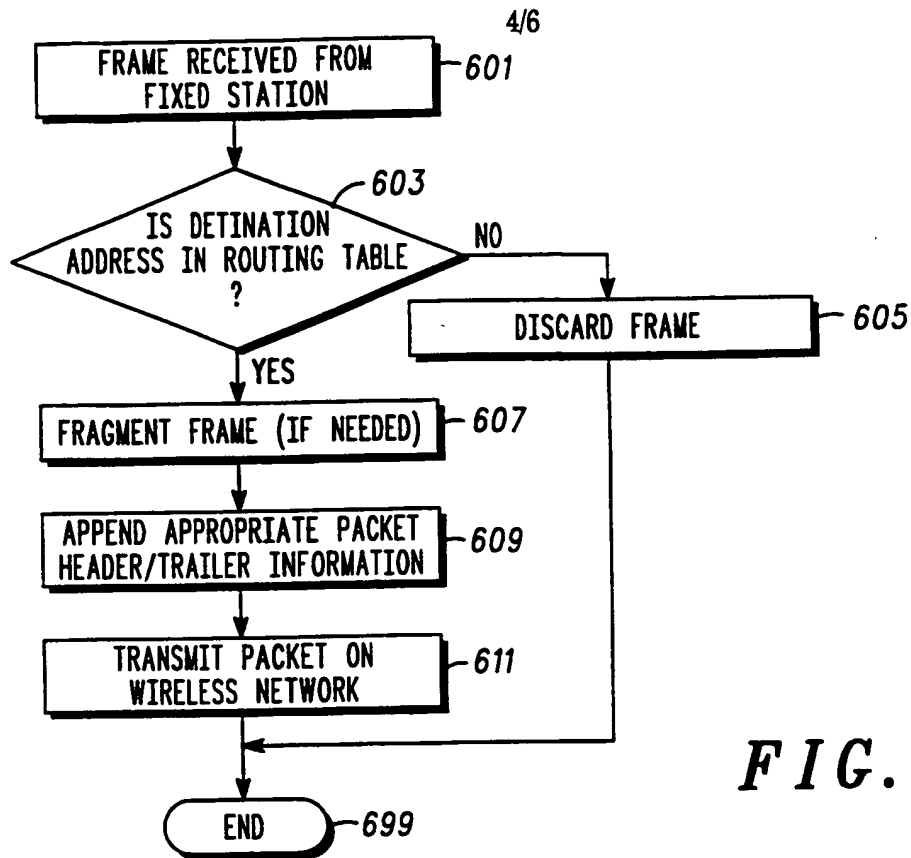 4/6
FRAME RECEIVED FROM
FIXED STATION
601
603
IS DETINATION
ADDRESS IN ROUTING TABLE
?
NO
DISCARD FRAME
605
YES
FRAGMENT FRAME (IF NEEDED)
607
APPEND APPROPRIATE PACKET
HEADER/TRAILER INFORMATION
609
TRANSMIT PACKET ON
WIRELESS NETWORK
611
END
699
FIG.